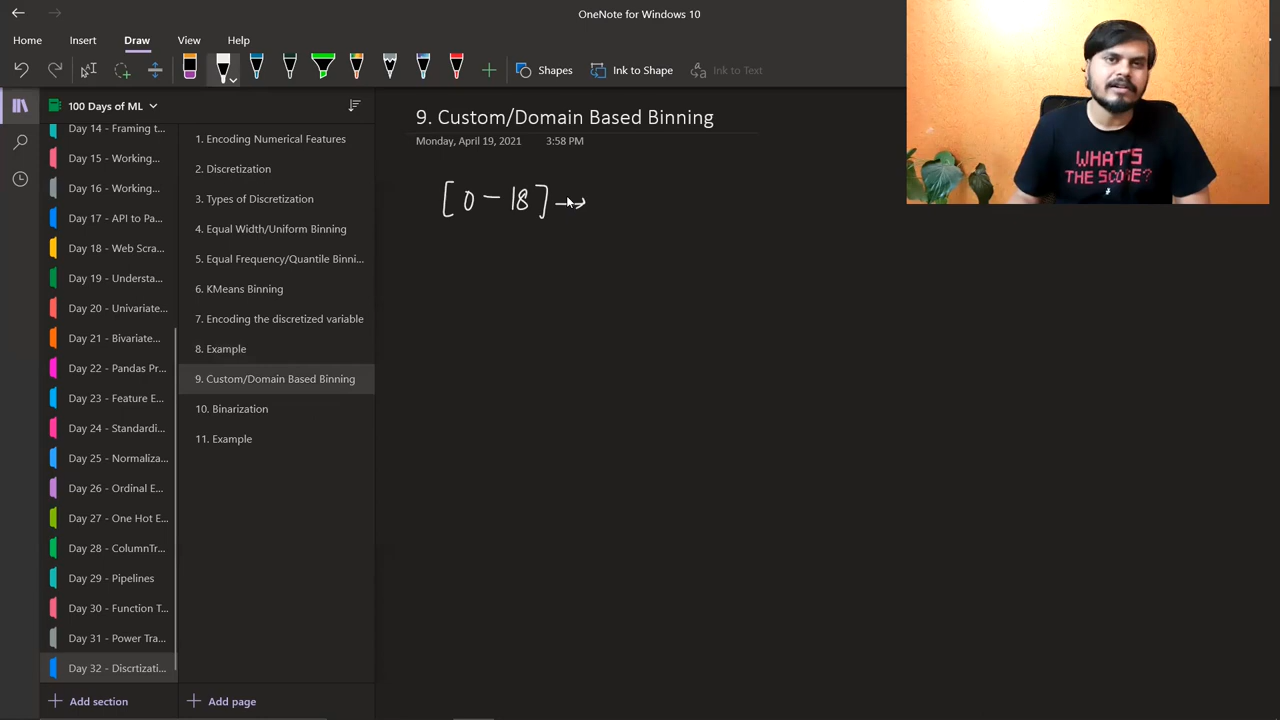 OneNote for Windows 10
Home
Insert
Draw
View
Help
Shapes
Ink to Shape
Ink to Text
100 Days of ML
Day 14 - Framing t...
Day 15 - Working...
Day 16 - Working...
Day 17 - API to Pa...
Day 18 - Web Scra...
Day 19 - Understa...
Day 20 - Univariate...
Day 21 - Bivariate...
Day 22 - Pandas Pr...
Day 23 - Feature E...
Day 24 - Standardi...
Day 25 - Normaliza...
Day 26 - Ordinal E...
Day 27 - One Hot E...
Day 28 - ColumnTr...
Day 29 - Pipelines
Day 30 - Function T...
Day 31 - Power Tra...
Day 32 - Discrtizati...
Add section
1. Encoding Numerical Features
2. Discretization
3. Types of Discretization
4. Equal Width/Uniform Binning
5. Equal Frequency/Quantile Binni...
6. KMeans Binning
7. Encoding the discretized variable
8. Example
9. Custom/Domain Based Binning
10. Binarization
11. Example
Add page
9. Custom/Domain Based Binning
Monday, April 19, 2021 3:58 PM
[0 - 18] →
WHAT'S
THE SCORE?